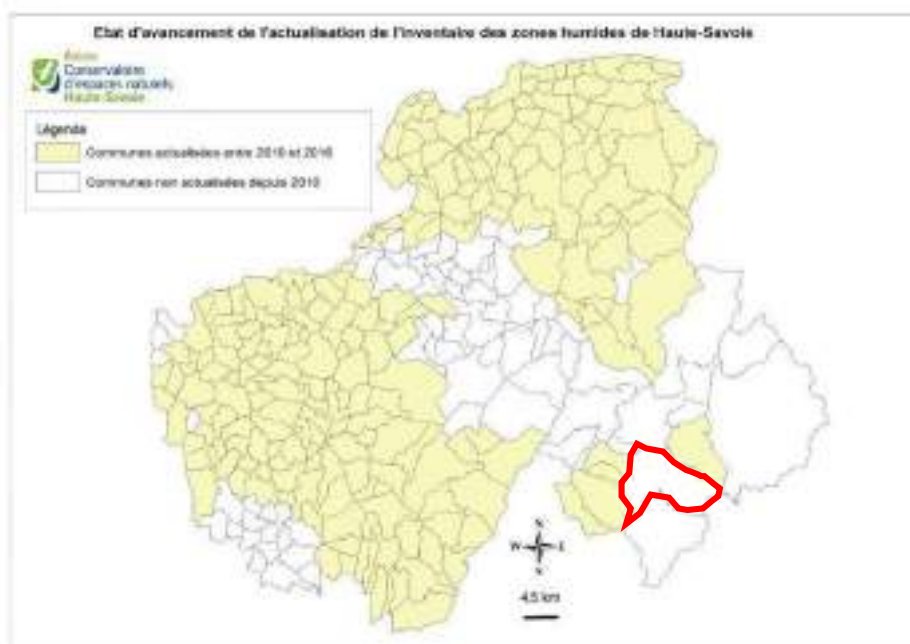 Etat d'avancement de l'actualisation de l'inventaire des zones humides de Haute-Savoie
Conservatoire
d'espaces naturels
Haute-Savoie
Légende
Communes actualisées entre 2010 et 2016
Communes non actualisées depuis 2010
N
W E
S
4,5 km